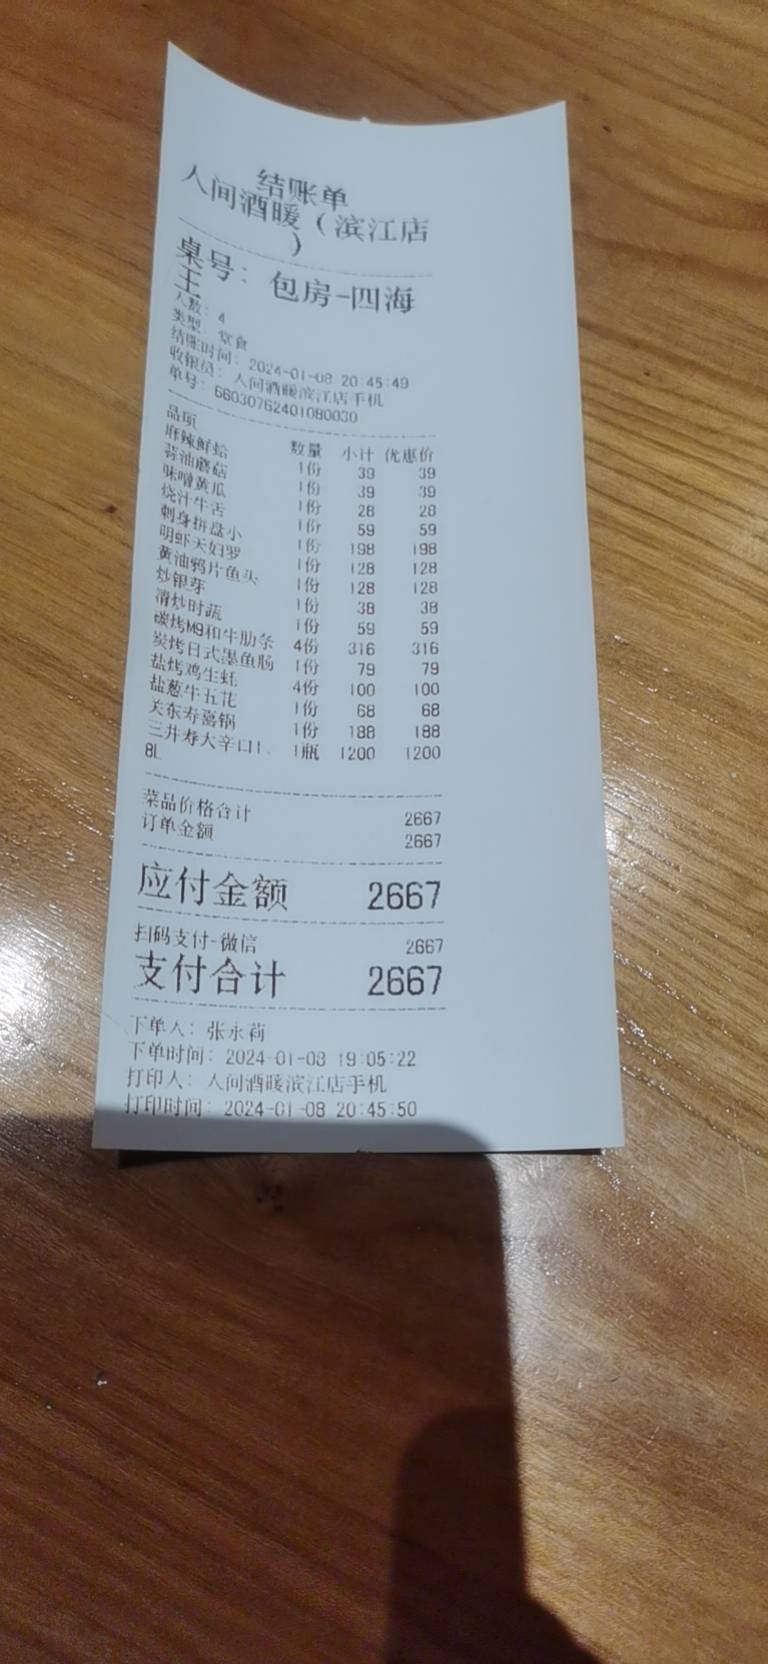 结账单
人间酒暖（滨江店
）
桌号：包房-四海
王
人数：4
类型：堂食
结账时间：2024-01-08 20:45:49
收银员：人间酒暖滨江店手机
单号：66030762401080030
品项 数量 小计 优惠价
麻辣鲜蛤 1份 39 39
蒜油蘑菇 1份 39 39
味噌黄瓜 1份 28 28
烧汁牛舌 1份 59 59
刺身拼盘小 1份 198 198
明虾天妇罗 1份 128 128
黄油鸦片鱼头 1份 128 128
炒银芽 1份 38 38
清炒时蔬 1份 59 59
碳烤M9和牛肋条 4份 316 316
炭烤日式墨鱼肠 1份 79 79
盐烤鸡生蚝 4份 100 100
盐葱牛五花 1份 68 68
关东寿喜锅 1份 188 188
三井寿大辛口1. 1瓶 1200 1200
8L
菜品价格合计 2667
订单金额 2667
应付金额 2667
扫码支付-微信 2667
支付合计 2667
下单人：张永莉
下单时间：2024-01-08 19:05:22
打印人：人间酒暖滨江店手机
打印时间：2024-01-08 20:45:50